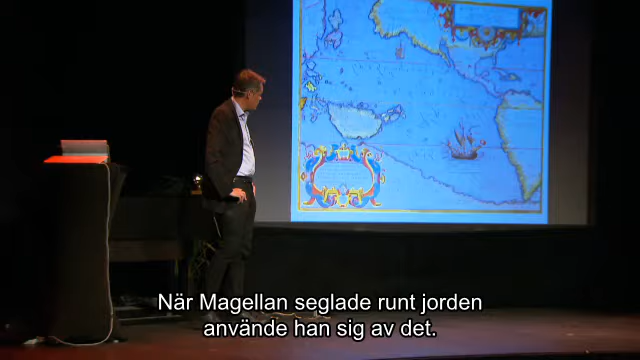 När Magellan seglade runt jorden
använde han sig av det.